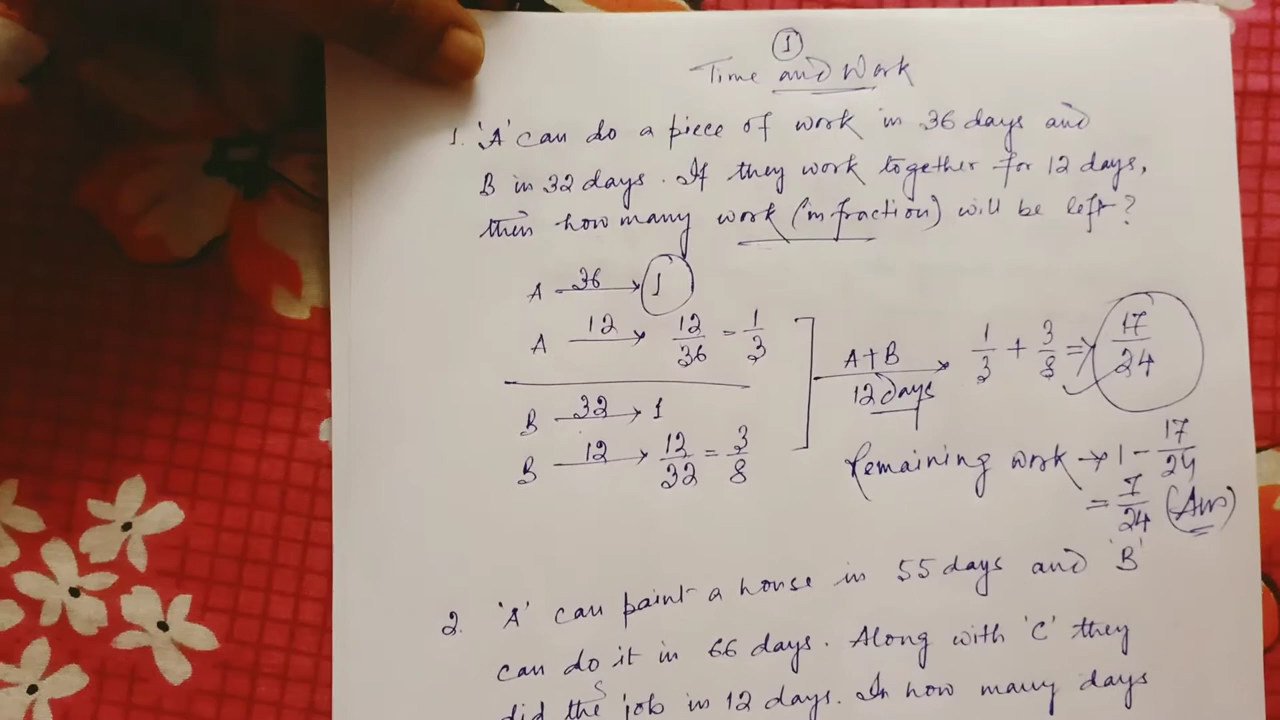 1
Time and Work
1. 'A' can do a piece of work in 36 days and
B in 32 days. If they work together for 12 days,
then how many work (in fraction) will be left?
A 36 → 1
A 12 → 12/36 = 1/3
B 32 → 1
B 12 → 12/32 = 3/8
A+B 12 days → 1/3 + 3/8 ⇒ 17/24
Remaining work → 1 - 17/24
= 7/24 (Ans)
2. 'A' can paint a house in 55 days and 'B'
can do it in 66 days. Along with 'C' they
did the job in 12 days. In how many days